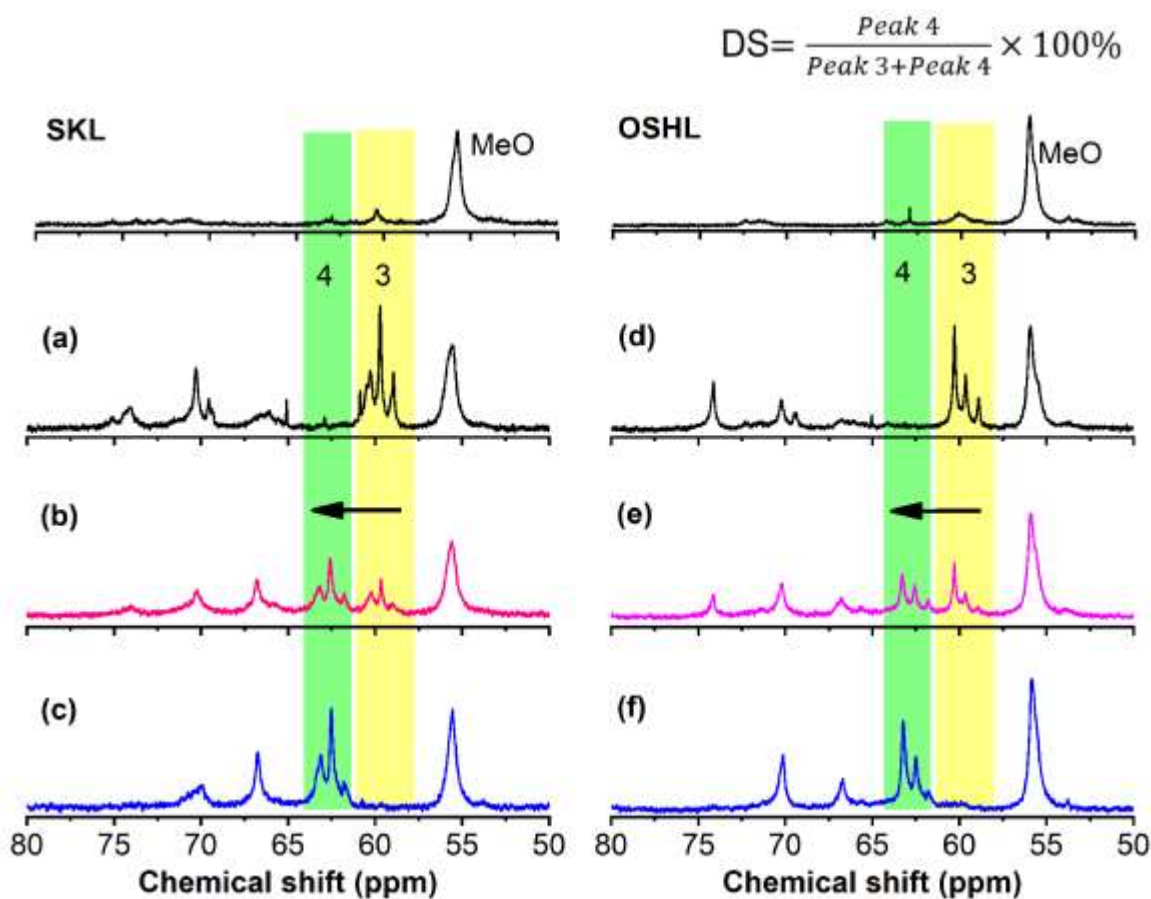 DS= Peak 4 / Peak 3+Peak 4 × 100%
SKL
MeO
OSHL
MeO
4 3
4 3
(a)
(d)
(b)
(e)
(c)
(f)
80 75 70 65 60 55 50
80 75 70 65 60 55 50
Chemical shift (ppm)
Chemical shift (ppm)